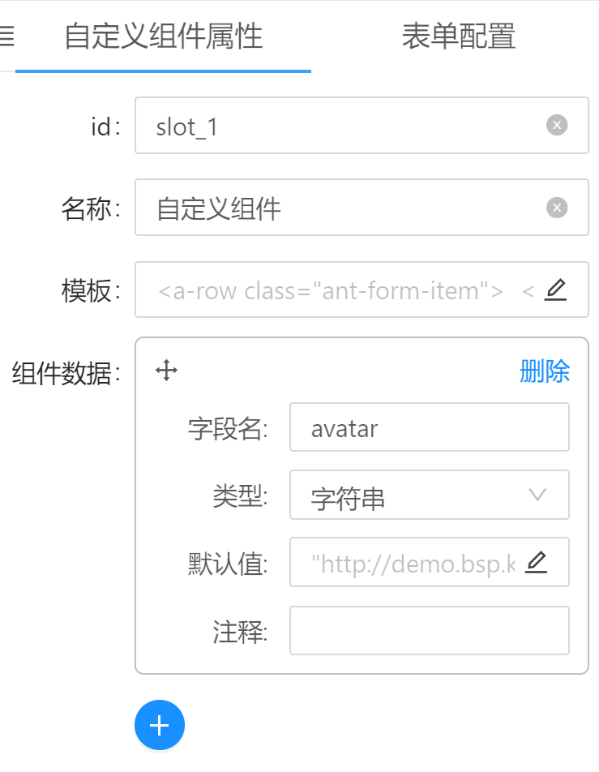 自定义组件属性 表单配置
id: slot_1
名称: 自定义组件
模板: <a-row class="ant-form-item"> <
组件数据: 删除
字段名: avatar
类型: 字符串
默认值: "http://demo.bsp.k
注释: